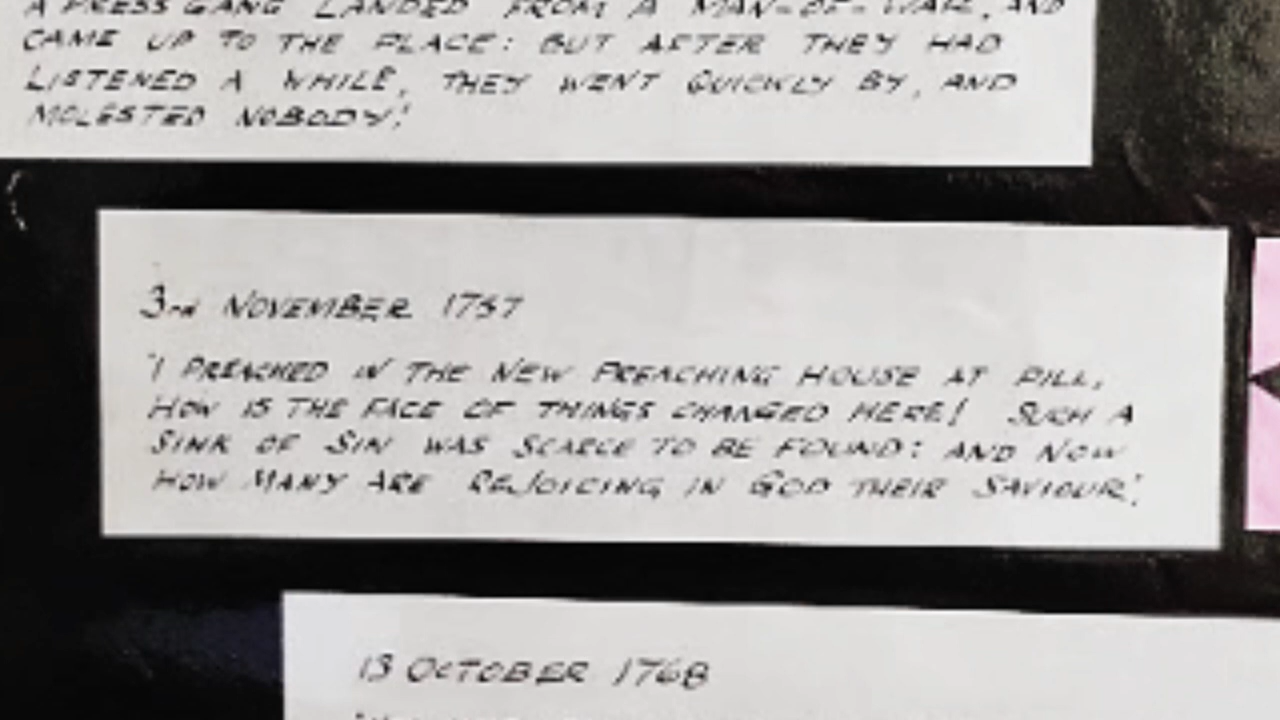 A PRESS GANG LANDED FROM A MAN-OF-WAR, AND
CAME UP TO THE PLACE: BUT AFTER THEY HAD
LISTENED A WHILE, THEY WENT QUICKLY BY, AND
MOLESTED NOBODY.'
3RD NOVEMBER 1757
'I PREACHED IN THE NEW PREACHING HOUSE AT PILL,
HOW IS THE FACE OF THINGS CHANGED HERE! SUCH A
SINK OF SIN WAS SCARCE TO BE FOUND: AND NOW
HOW MANY ARE REJOICING IN GOD THEIR SAVIOUR.'
13 OCTOBER 1768